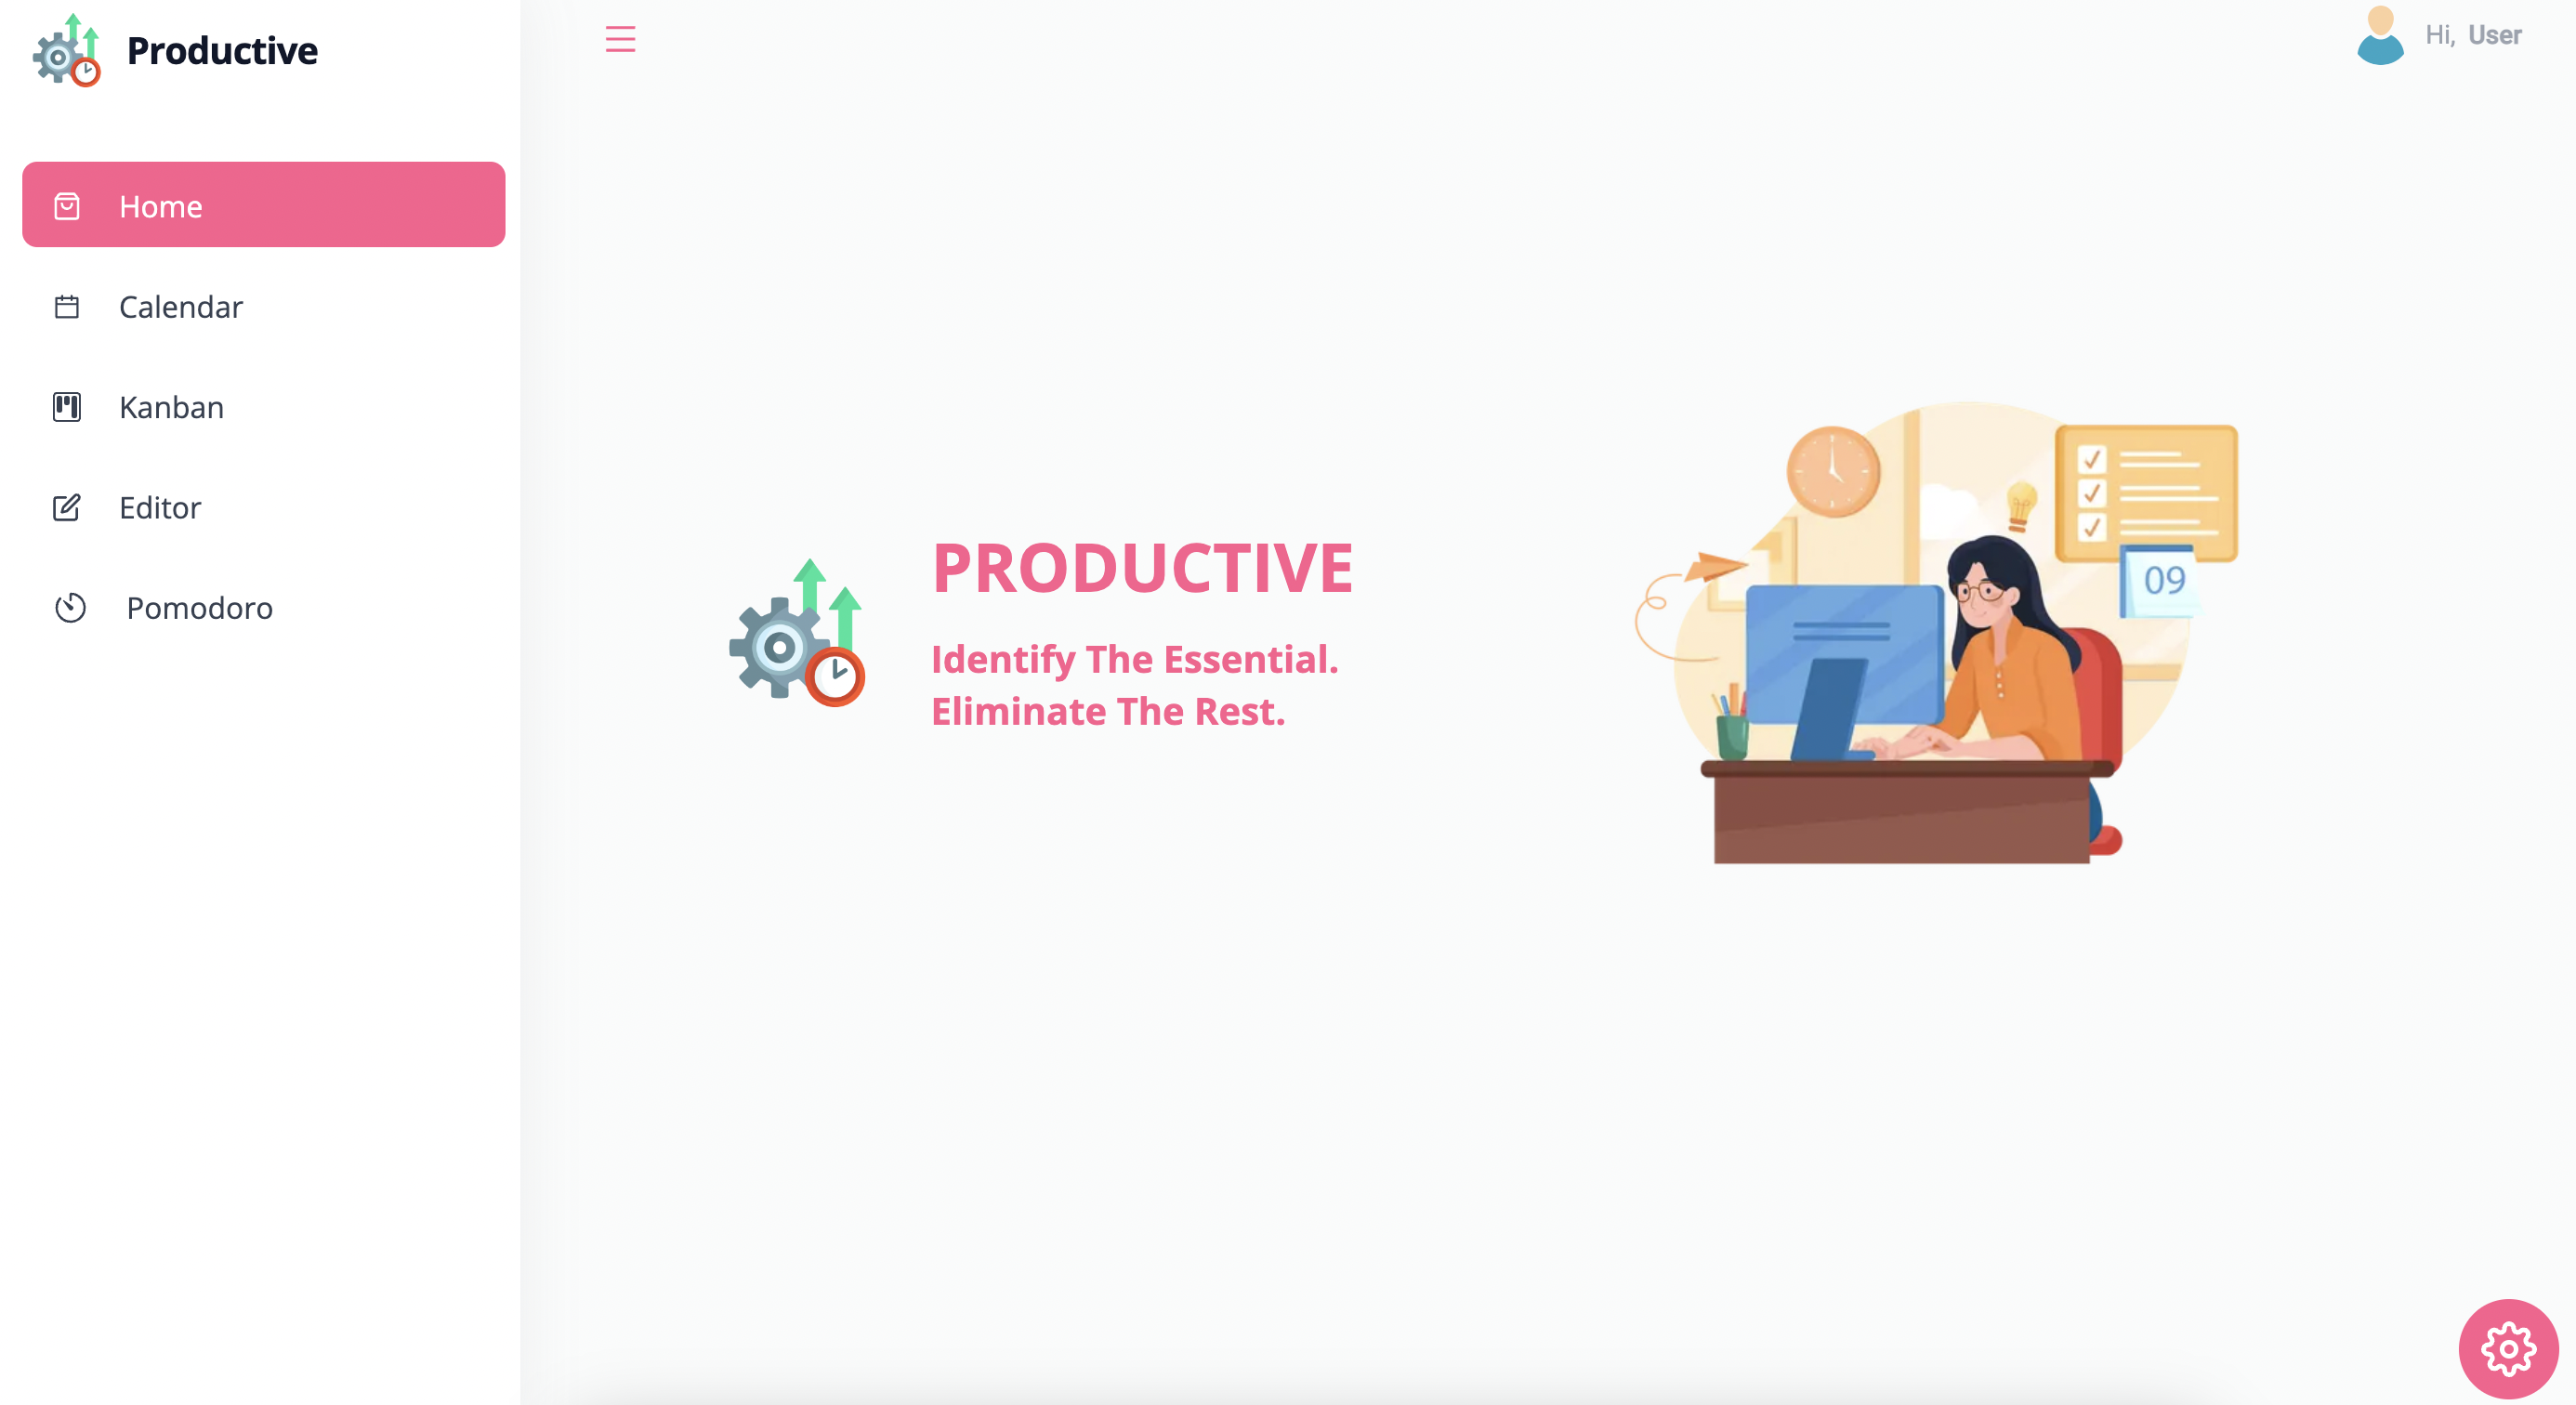 Productive
Hi, User
Home
Calendar
Kanban
Editor
Pomodoro
PRODUCTIVE
Identify The Essential.
Eliminate The Rest.
09